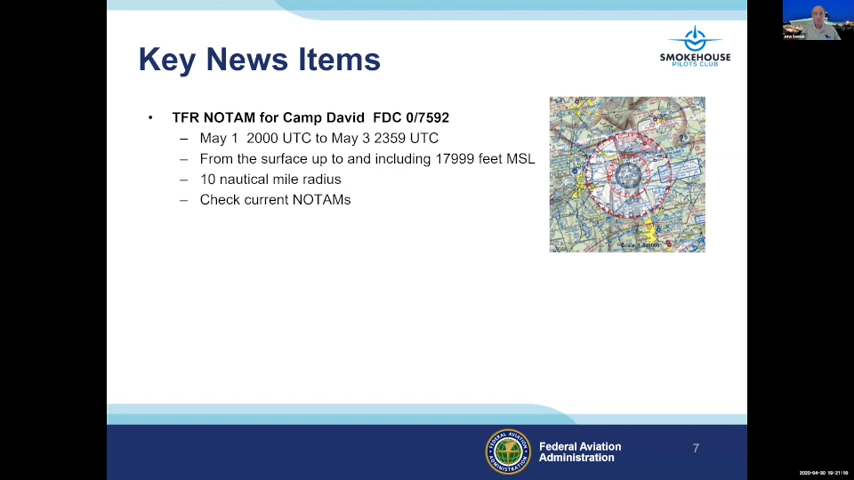 Key News Items
SMOKEHOUSE
PILOTS CLUB
• TFR NOTAM for Camp David FDC 0/7592
– May 1 2000 UTC to May 3 2359 UTC
– From the surface up to and including 17999 feet MSL
– 10 nautical mile radius
– Check current NOTAMs
Federal Aviation
Administration
7